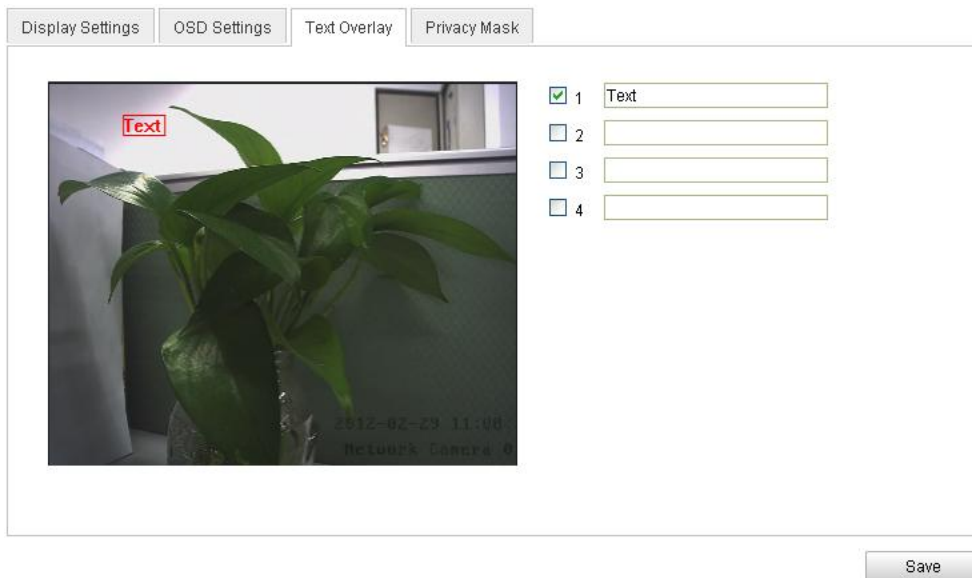 Display Settings OSD Settings Text Overlay Privacy Mask
Text
1 Text
2
3
4
2012-02-29 11:08:
Network Camera 0
Save